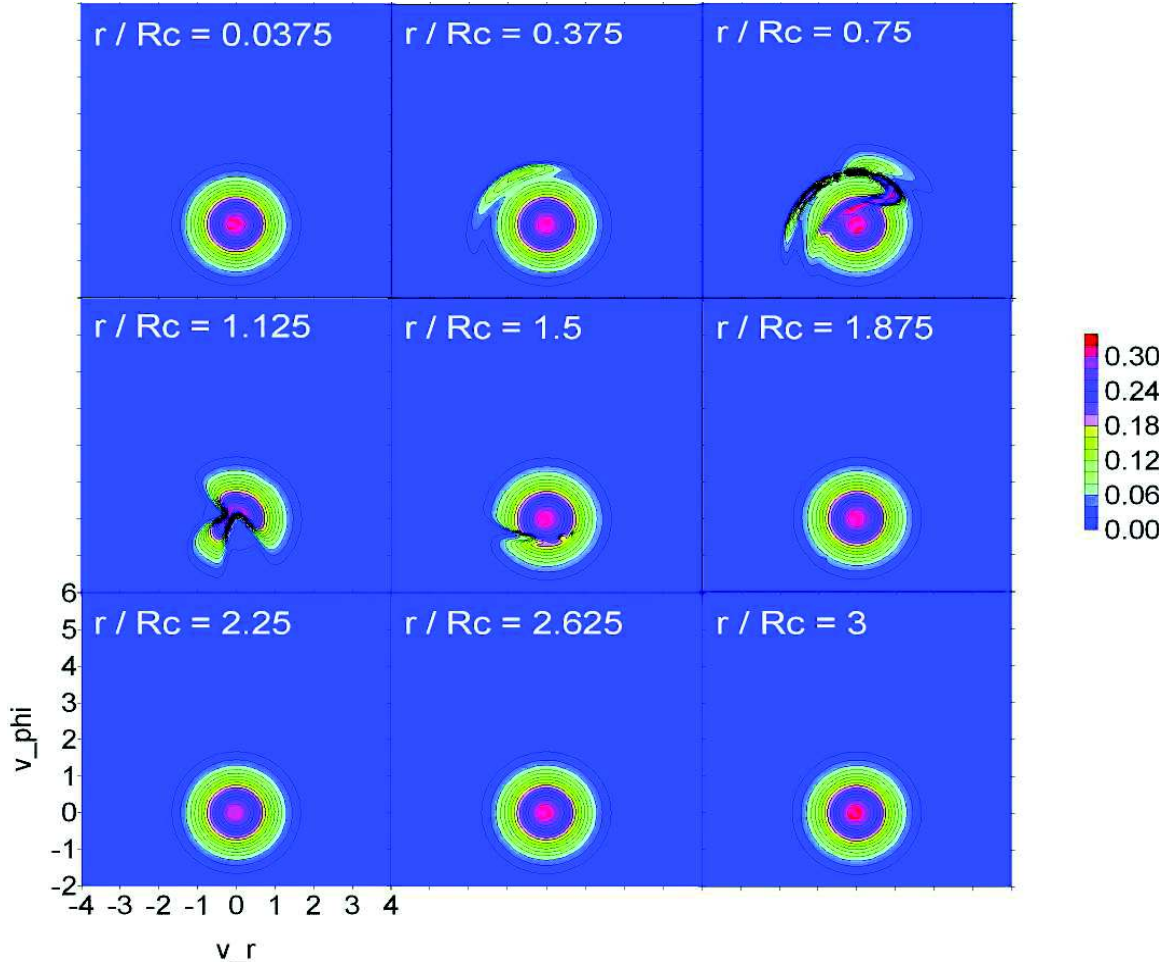 r / Rc = 0.0375
r / Rc = 0.375
r / Rc = 0.75
r / Rc = 1.125
r / Rc = 1.5
r / Rc = 1.875
0.30
0.24
0.18
0.12
0.06
0.00
r / Rc = 2.25
r / Rc = 2.625
r / Rc = 3
6
5
4
3
2
1
0
-1
-2
v_phi
-4 -3 -2 -1 0 1 2 3 4
v_r